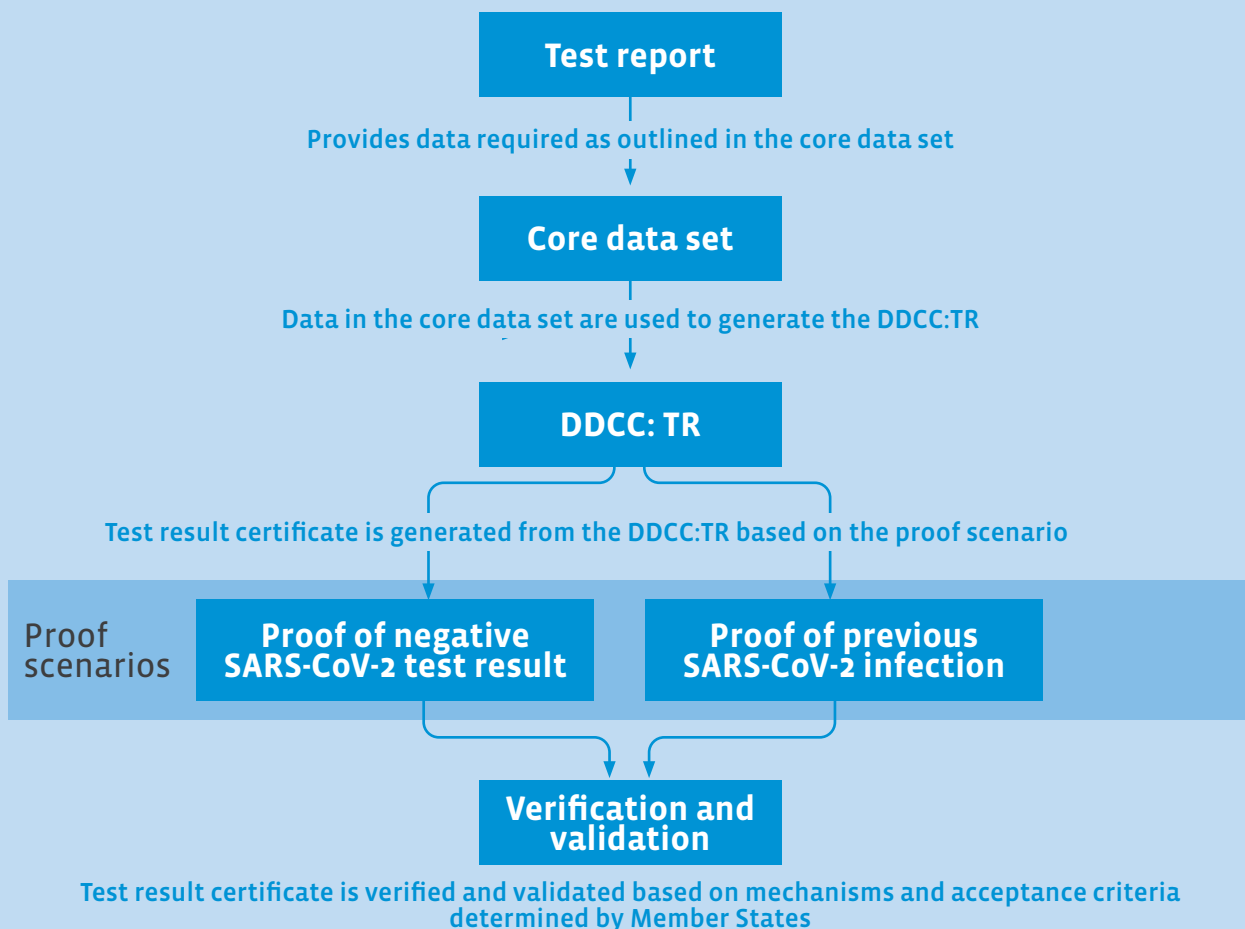 Test report
Provides data required as outlined in the core data set
Core data set
Data in the core data set are used to generate the DDCC:TR
DDCC: TR
Test result certificate is generated from the DDCC:TR based on the proof scenario
Proof
scenarios
Proof of negative
SARS-CoV-2 test result
Proof of previous
SARS-CoV-2 infection
Verification and
validation
Test result certificate is verified and validated based on mechanisms and acceptance criteria
determined by Member States